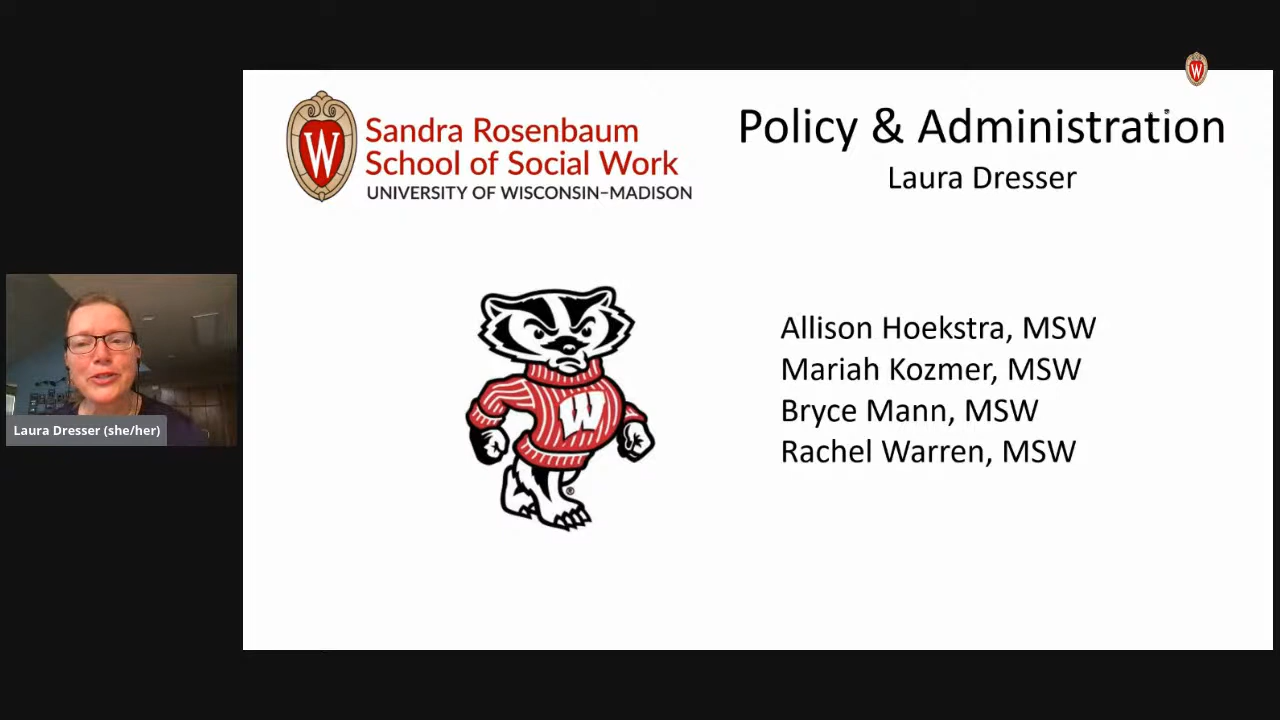 W
W
Sandra Rosenbaum
School of Social Work
UNIVERSITY OF WISCONSIN–MADISON
Policy & Administration
Laura Dresser
W
®
Allison Hoekstra, MSW
Mariah Kozmer, MSW
Bryce Mann, MSW
Rachel Warren, MSW
Laura Dresser (she/her)